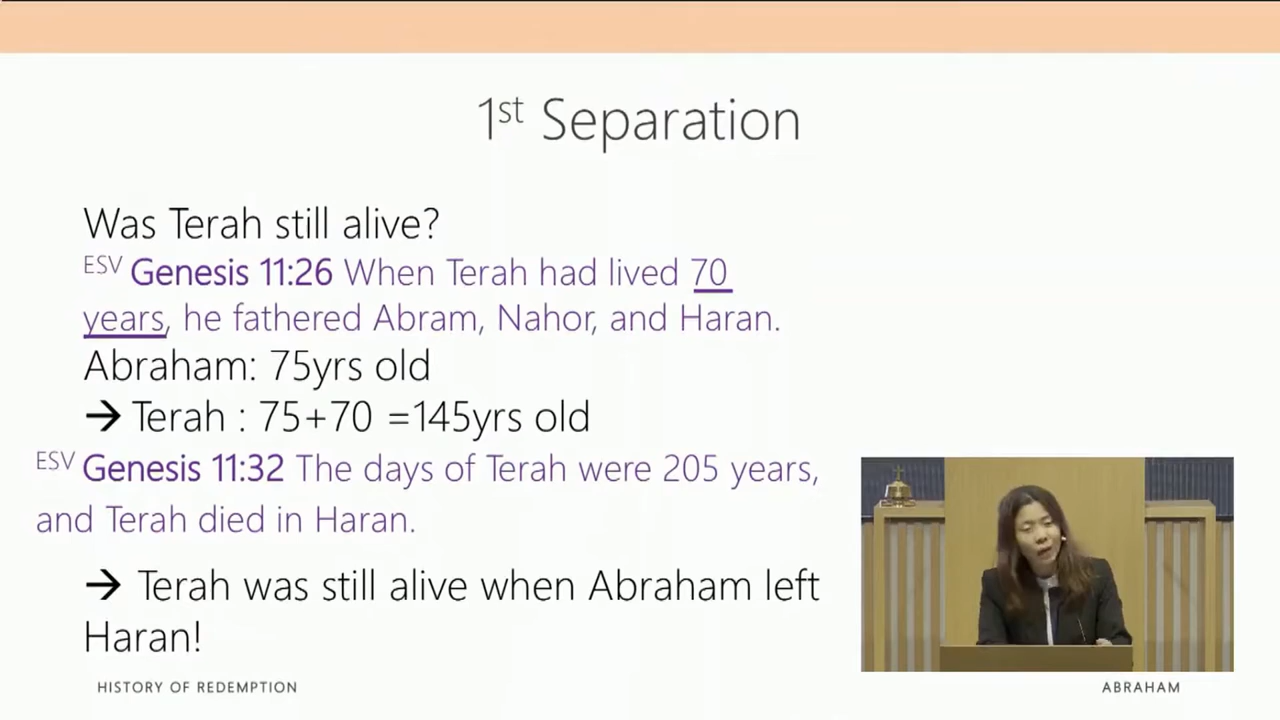 1st Separation
Was Terah still alive?
ESV Genesis 11:26 When Terah had lived 70
years, he fathered Abram, Nahor, and Haran.
Abraham: 75yrs old
→ Terah : 75+70 =145yrs old
ESV Genesis 11:32 The days of Terah were 205 years,
and Terah died in Haran.
→ Terah was still alive when Abraham left
Haran!
HISTORY OF REDEMPTION
ABRAHAM